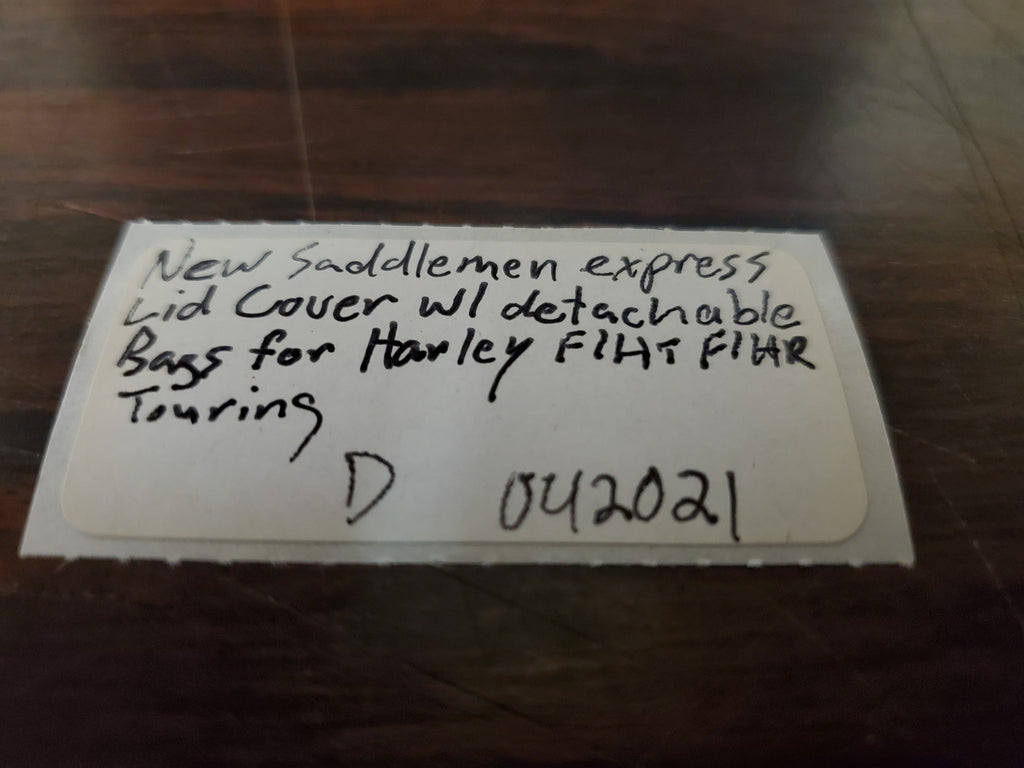 New Saddlemen express
Lid Cover w/ detachable
Bags for Harley FlHT FlHR
Touring
D 042021